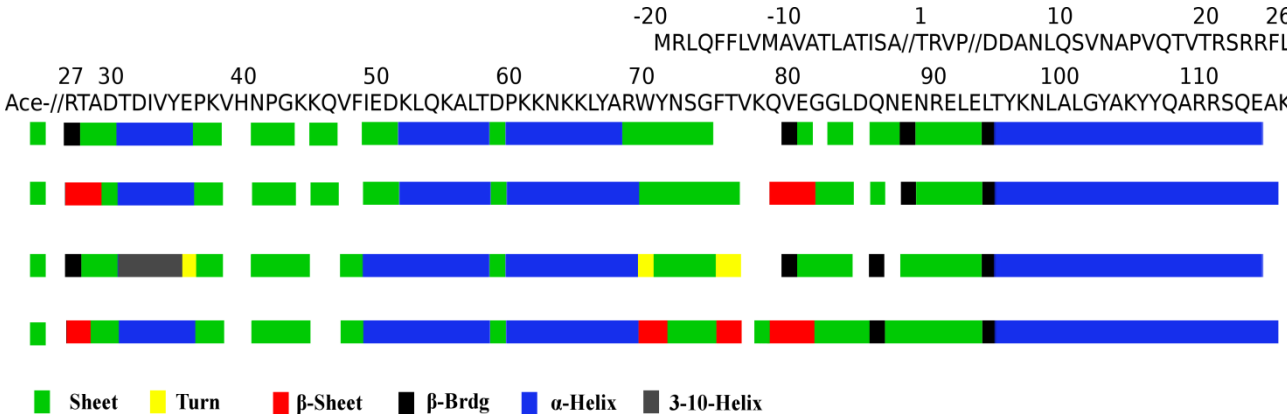 -20 -10 1 10 20 26
MRLQFFLVMAVATLATISA//TRVP//DDANLQSVNAPVQTVTRSRRFL
27 30 40 50 60 70 80 90 100 110
Ace-//RTADTDIVYEPKVHNPGKKQVFIEDKLQKALTDPKKNKKLYARWYNSGFTVKQVEGGLDQNENRELELTYKNLALGYAKYYQARRSQEAK
Sheet Turn β-Sheet β-Brdg α-Helix 3-10-Helix